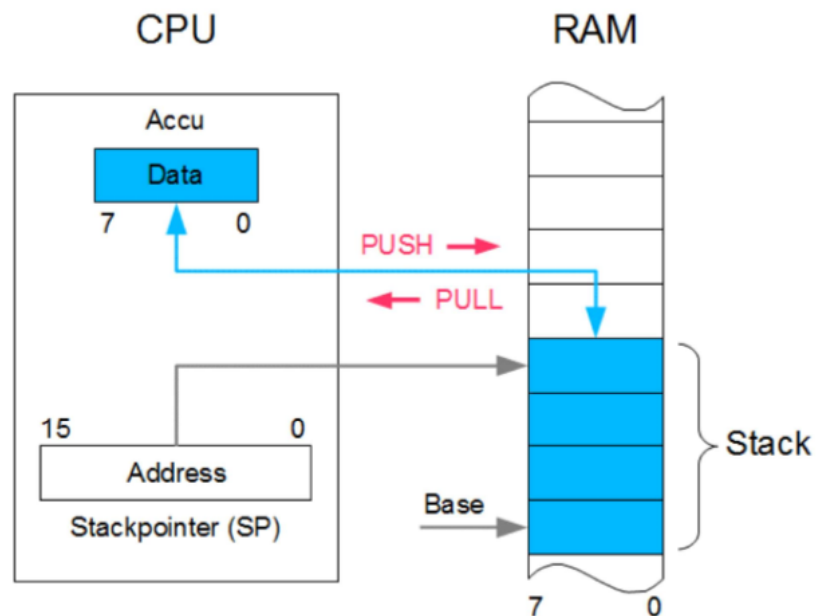 CPU
RAM
Accu
Data
7 0
PUSH
PULL
15 0
Address
Stackpointer (SP)
Base
Stack
7 0